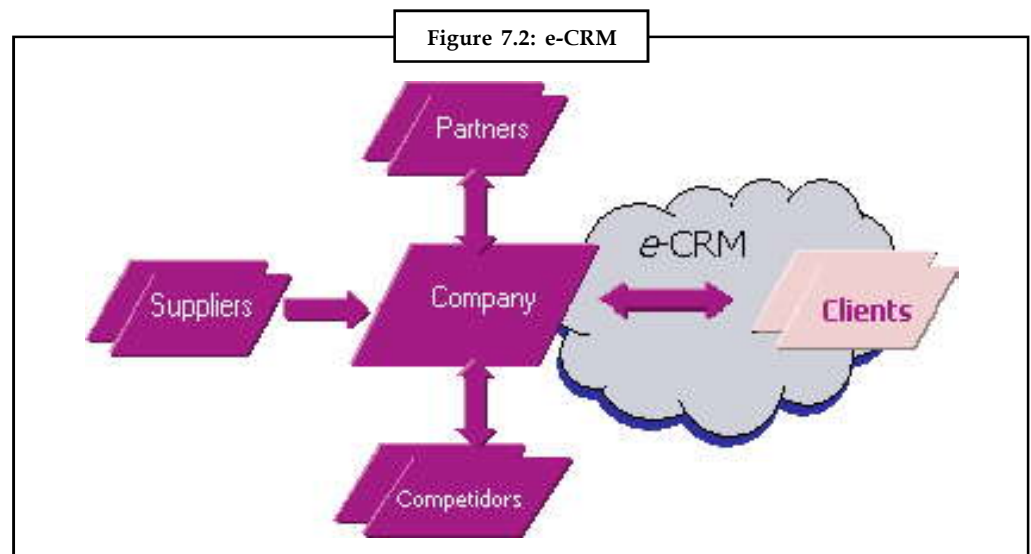 Figure 7.2: e-CRM
Partners
e-CRM
Suppliers
Company
Clients
Competidors